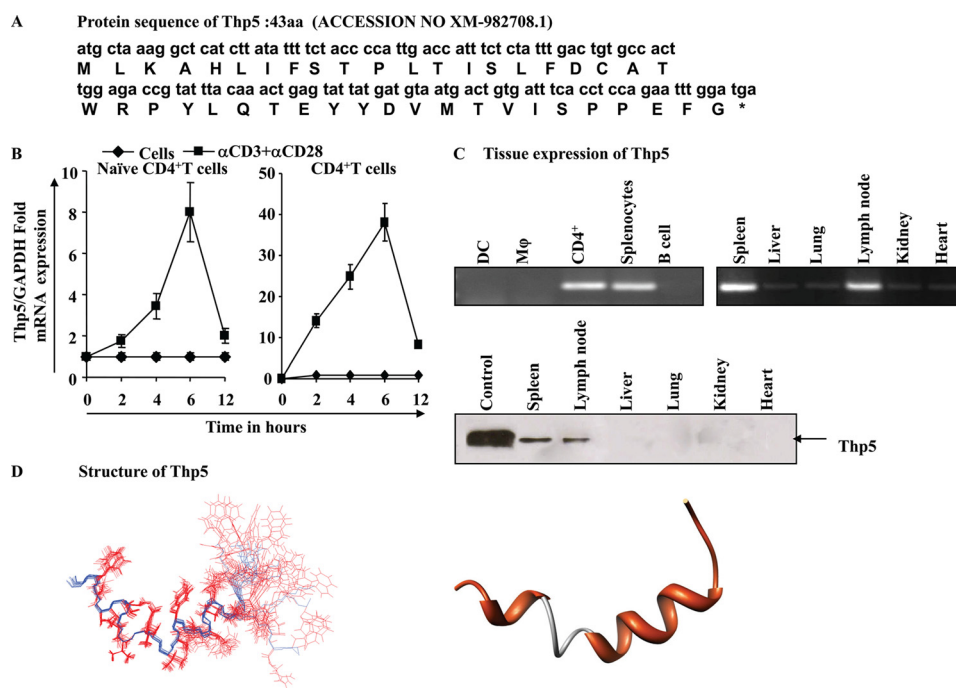 A Protein sequence of Thp5 :43aa (ACCESSION NO XM-982708.1)
atg cta aag gct cat ctt ata ttt tct acc cca ttg acc att tct cta ttt gac tgt gcc act
M L K A H L I F S T P L T I S L F D C A T
tgg aga ccg tat tta caa act gag tat tat gat gta atg act gtg att tca cct cca gaa ttt gga tga
W R P Y L Q T E Y Y D V M T V I S P P E F G *
B Cells αCD3+αCD28
Naïve CD4+T cells CD4+T cells
Thp5/GAPDH Fold
mRNA expression
10
8
6
4
2
0
0 2 4 6 12
50
40
30
20
10
0
0 2 4 6 12
Time in hours
C Tissue expression of Thp5
DC Mφ CD4+ Splenocytes B cell
Spleen Liver Lung Lymph node Kidney Heart
Control Spleen Lymph node Liver Lung Kidney Heart
Thp5
D Structure of Thp5